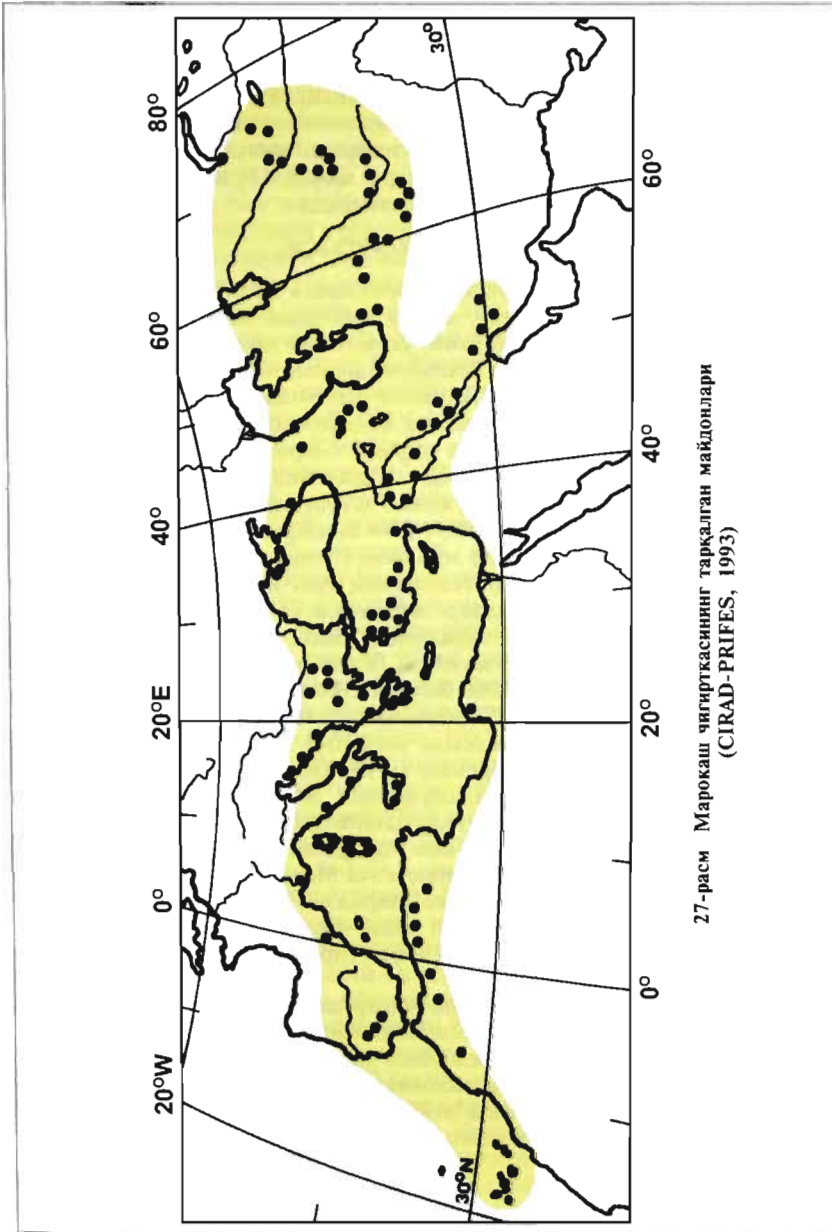 20°W
0°
20°E
40°
60°
80°
30°N
30°
0°
20°
40°
60°
27-расм Марокаш чигирткасининг тарқалган майдонлари
(CIRAD-PRIFES, 1993)